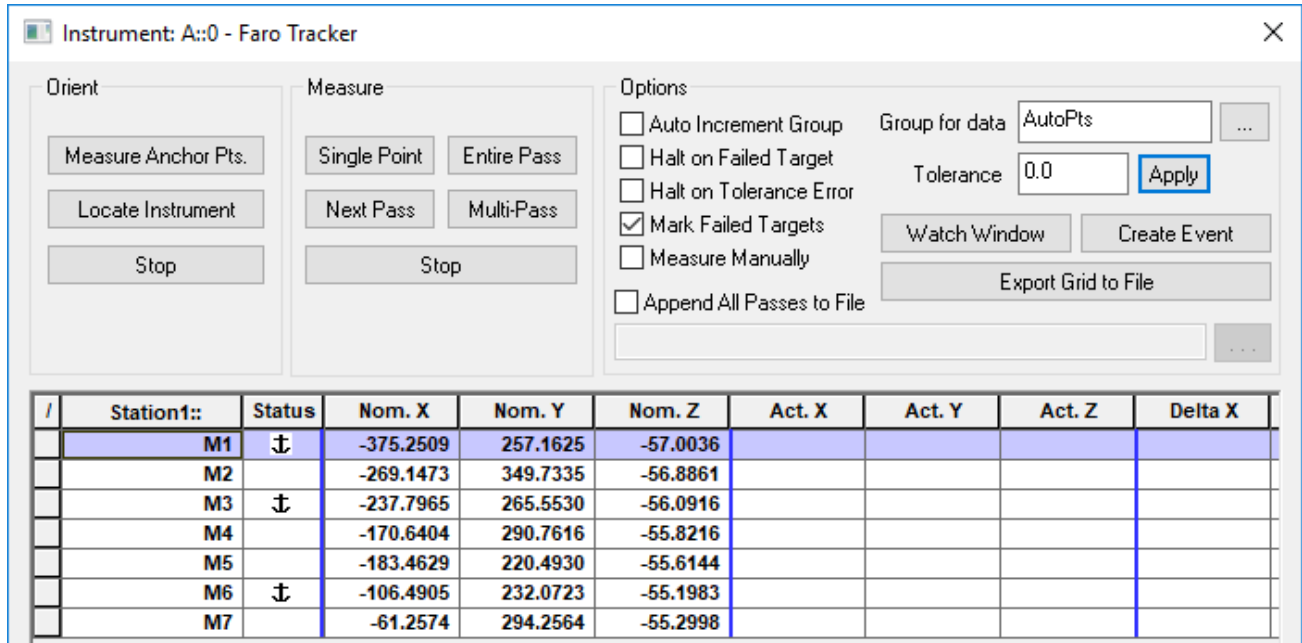 Instrument: A::0 - Faro Tracker
Orient
Measure Anchor Pts.
Locate Instrument
Stop
Measure
Single Point Entire Pass
Next Pass Multi-Pass
Stop
Options
Auto Increment Group
Halt on Failed Target
Halt on Tolerance Error
Mark Failed Targets
Measure Manually
Append All Passes to File
Group for data AutoPts ...
Tolerance 0.0 Apply
Watch Window Create Event
Export Grid to File
...
/ Station1:: Status Nom. X Nom. Y Nom. Z Act. X Act. Y Act. Z Delta X
M1 -375.2509 257.1625 -57.0036
M2 -269.1473 349.7335 -56.8861
M3 -237.7965 265.5530 -56.0916
M4 -170.6404 290.7616 -55.8216
M5 -183.4629 220.4930 -55.6144
M6 -106.4905 232.0723 -55.1983
M7 -61.2574 294.2564 -55.2998